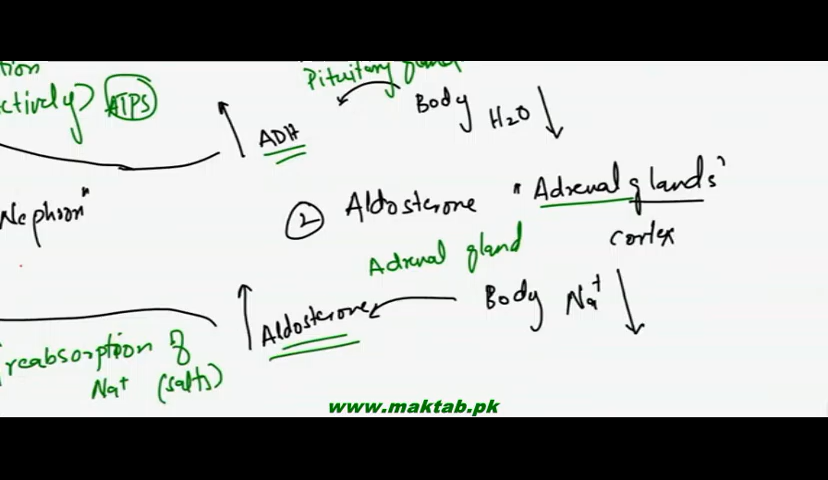 tion
Pituitary gland
ctively) ATPS
Body H₂O ↓
↑ ADH
Nephron"
② Aldosterone "Adrenal glands"
cortex
Adrenal gland
↑ Aldosterone
Body Na⁺ ↓
reabsorption of
Na⁺ (salts)
www.maktab.pk